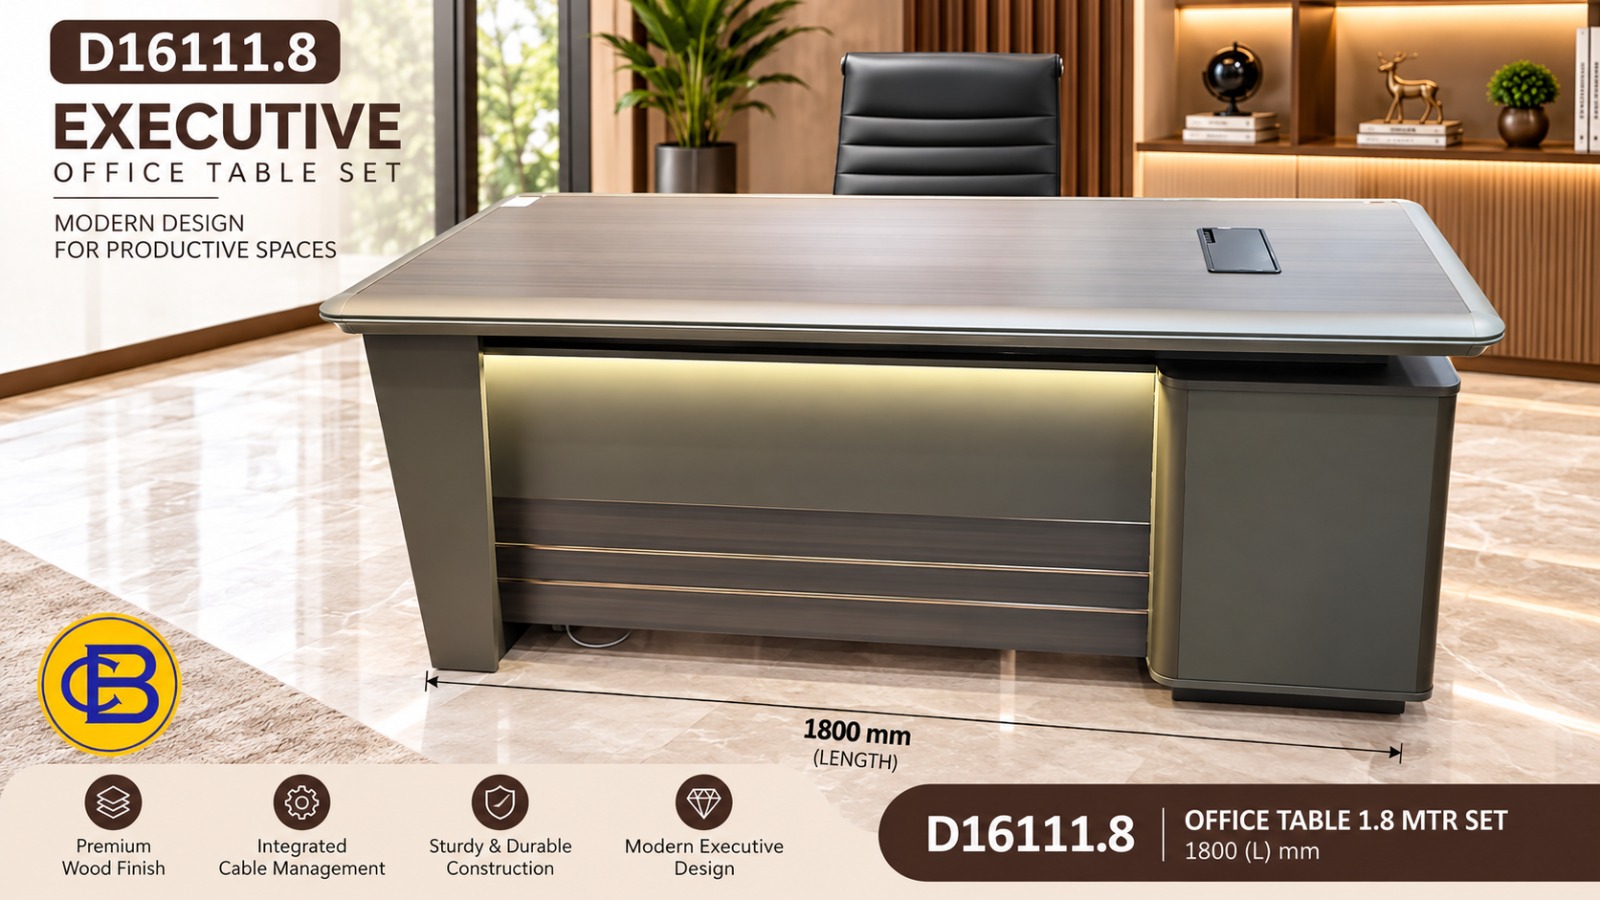 D16111.8
EXECUTIVE
OFFICE TABLE SET
MODERN DESIGN
FOR PRODUCTIVE SPACES
1800 mm
(LENGTH)
CB
Premium
Wood Finish
Integrated
Cable Management
Sturdy & Durable
Construction
Modern Executive
Design
D16111.8
OFFICE TABLE 1.8 MTR SET
1800 (L) mm